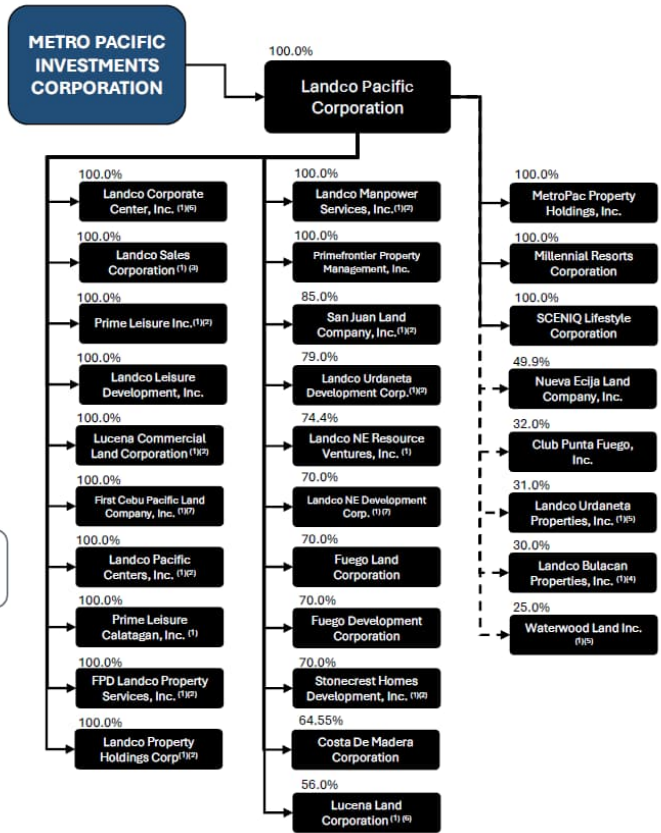 METRO PACIFIC
INVESTMENTS
CORPORATION
100.0%
Landco Pacific
Corporation
100.0%
Landco Corporate
Center, Inc. (1)(6)
100.0%
Landco Sales
Corporation (1) (3)
100.0%
Prime Leisure Inc.(1)(2)
100.0%
Landco Leisure
Development, Inc.
100.0%
Lucena Commercial
Land Corporation (1)(2)
100.0%
First Cebu Pacific Land
Company, Inc. (1)(7)
100.0%
Landco Pacific
Centers, Inc. (1)(2)
100.0%
Prime Leisure
Calatagan, Inc. (1)
100.0%
FPD Landco Property
Services, Inc. (1)(2)
100.0%
Landco Property
Holdings Corp(1)(2)
100.0%
Landco Manpower
Services, Inc.(1)(2)
100.0%
Primefrontier Property
Management, Inc.
85.0%
San Juan Land
Company, Inc.(1)(2)
79.0%
Landco Urdaneta
Development Corp.(1)(2)
74.4%
Landco NE Resource
Ventures, Inc. (1)
70.0%
Landco NE Development
Corp. (1) (7)
70.0%
Fuego Land
Corporation
70.0%
Fuego Development
Corporation
70.0%
Stonecrest Homes
Development, Inc. (1)(2)
64.55%
Costa De Madera
Corporation
56.0%
Lucena Land
Corporation (1) (6)
100.0%
MetroPac Property
Holdings, Inc.
100.0%
Millennial Resorts
Corporation
100.0%
SCENIQ Lifestyle
Corporation
49.9%
Nueva Ecija Land
Company, Inc.
32.0%
Club Punta Fuego,
Inc.
31.0%
Landco Urdaneta
Properties, Inc. (1)(5)
30.0%
Landco Bulacan
Properties, Inc. (1)(4)
25.0%
Waterwood Land Inc.
(1)(5)